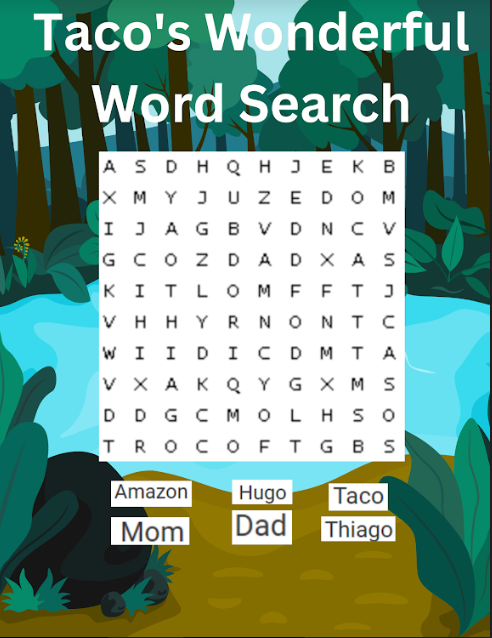 Taco's Wonderful
Word Search
A S D H Q H J E K B
X M Y J U Z E D O M
I J A G B V D N C V
G C O Z D A D X A S
K I T L O M F F T J
V H H Y R N O N T C
W I I D I C D M T A
V X A K Q Y G X M S
D D G C M O L H S O
T R O C O F T G B S
Amazon Hugo Taco
Mom Dad Thiago